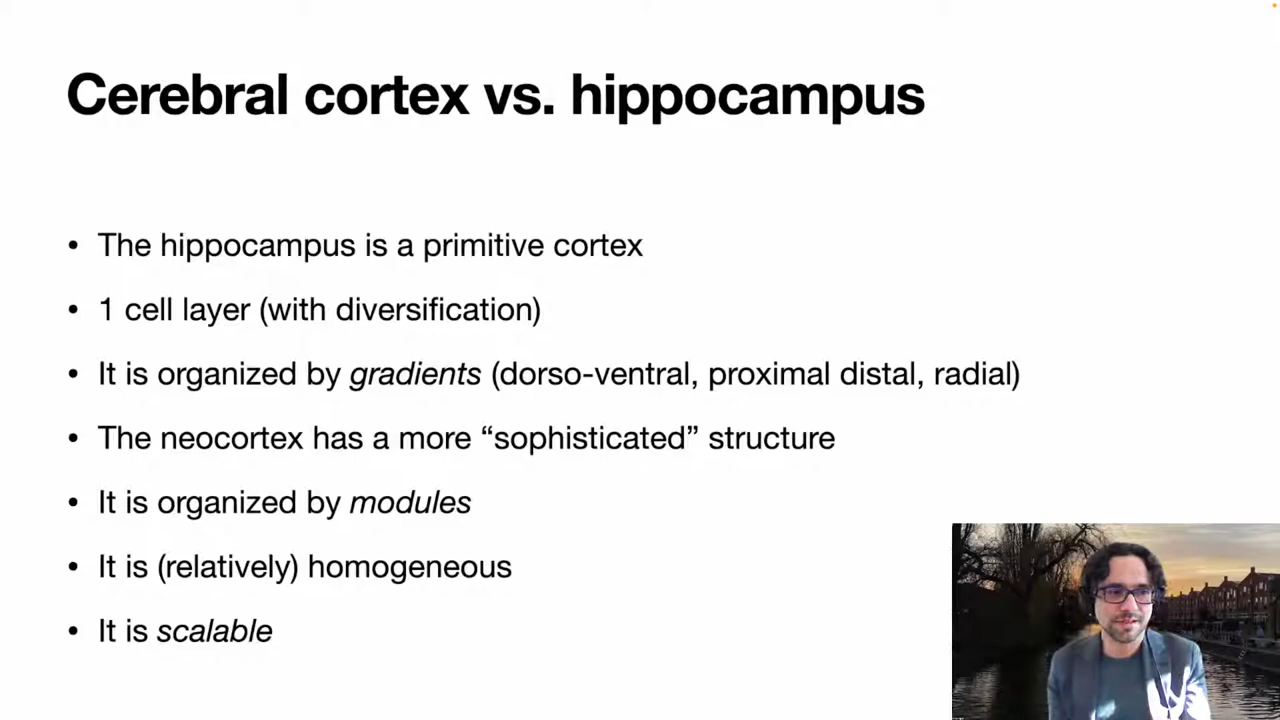 Cerebral cortex vs. hippocampus
• The hippocampus is a primitive cortex
• 1 cell layer (with diversification)
• It is organized by gradients (dorso-ventral, proximal distal, radial)
• The neocortex has a more “sophisticated” structure
• It is organized by modules
• It is (relatively) homogeneous
• It is scalable